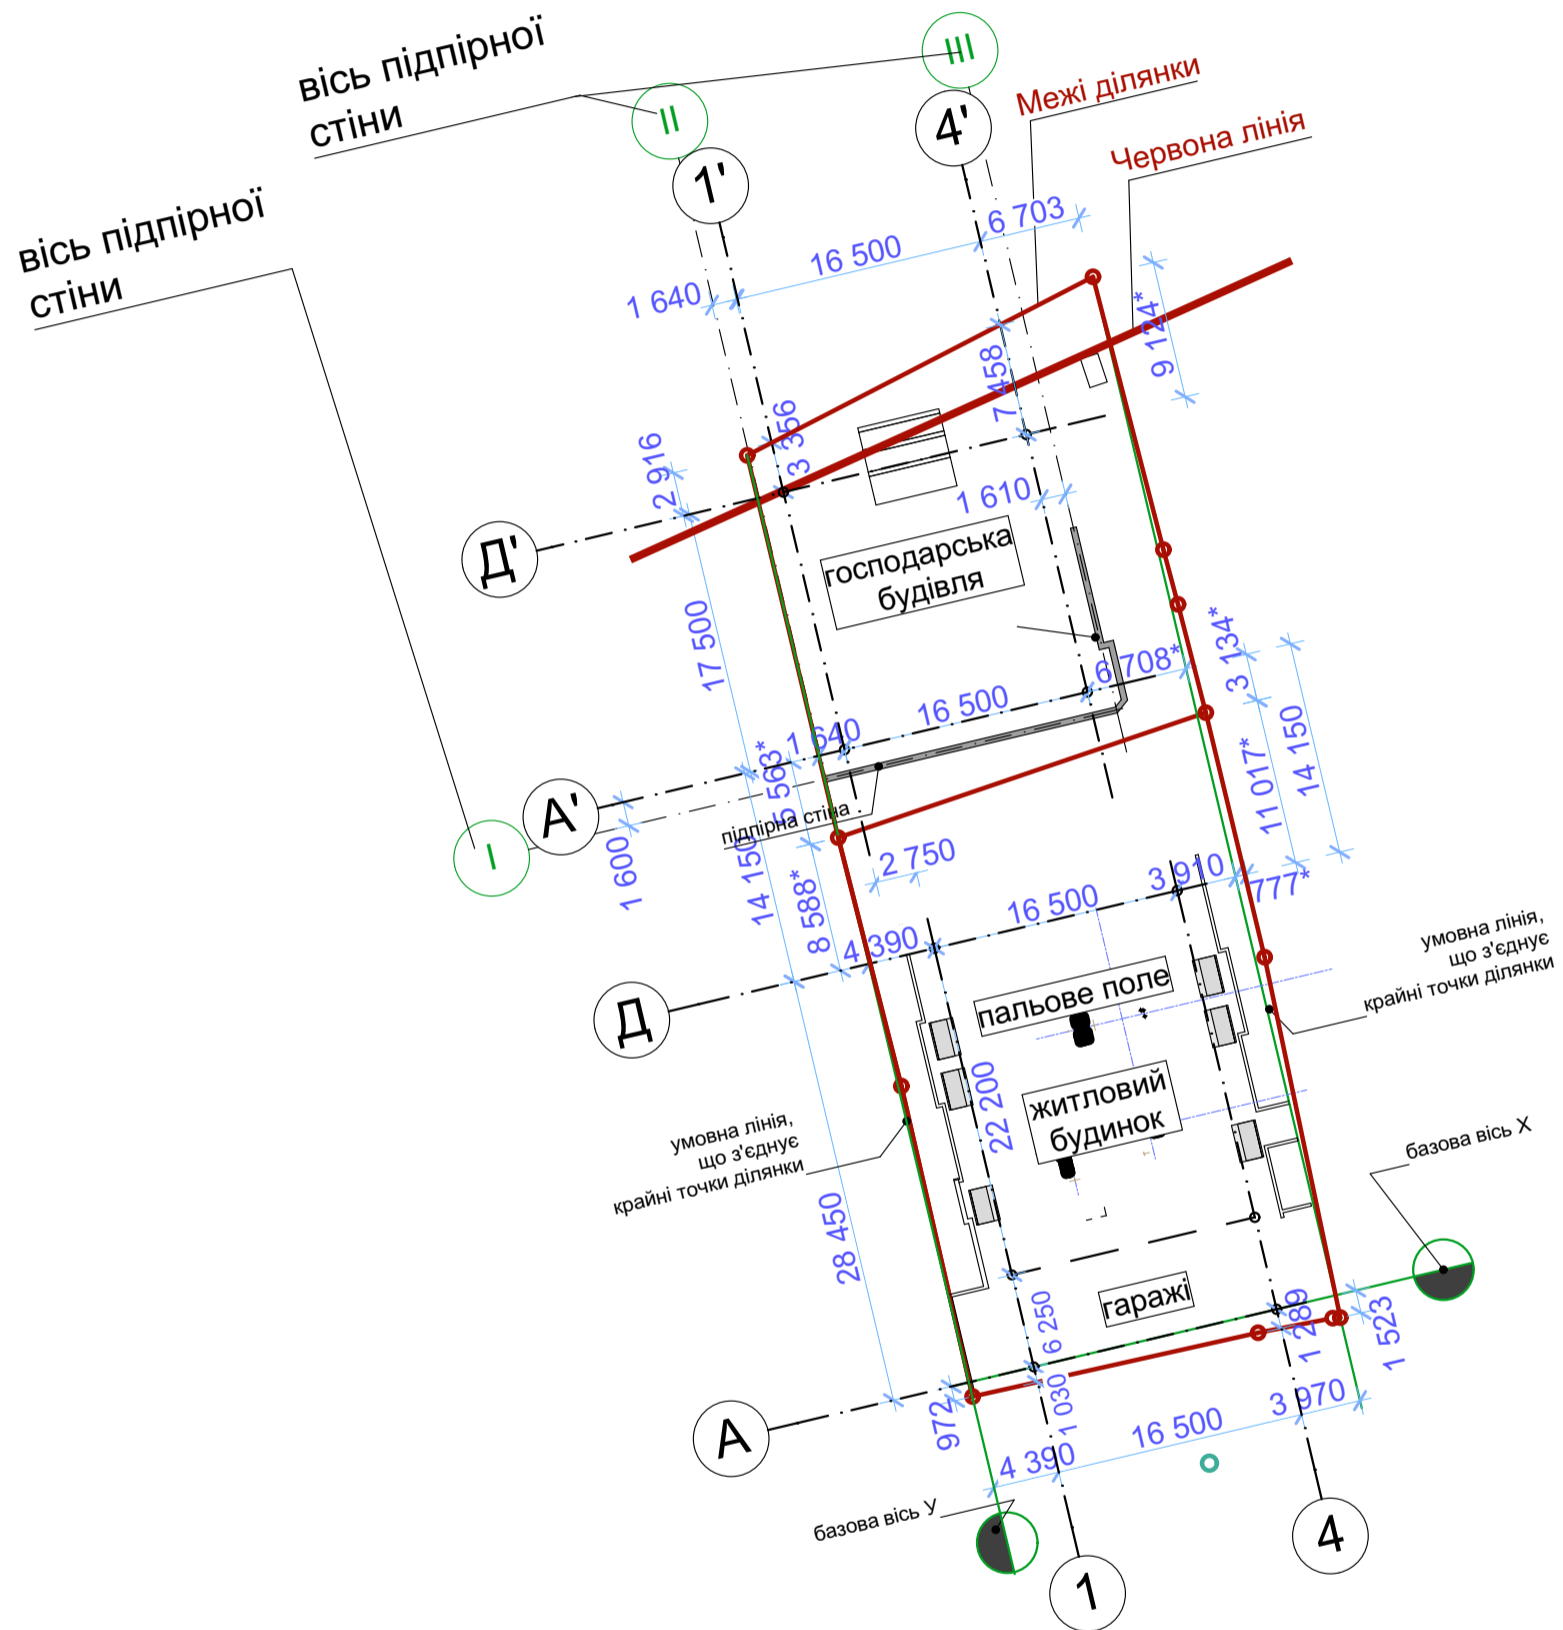 вісь підпірної
стіни
III
II
4'
1'
Межі ділянки
Червона лінія
вісь підпірної
стіни
6 703
16 500
1 640
9 124*
7 458
3 356
2 916
1 610
Д'
господарська
будівля
17 500
3 134*
6 708*
16 500
1 640
14 150
11 017*
5 563*
А'
I
1 600
підпірна стіна
14 150
8 588*
2 750
3 910
777*
16 500
4 390
умовна лінія,
що з'єднує
крайні точки ділянки
Д
пальове поле
22 200
житловий
будинок
умовна лінія,
що з'єднує
крайні точки ділянки
базова вісь Х
28 450
гаражі
6 250
1 289
1 523
1 030
972
3 970
16 500
4 390
А
базова вісь У
4
1